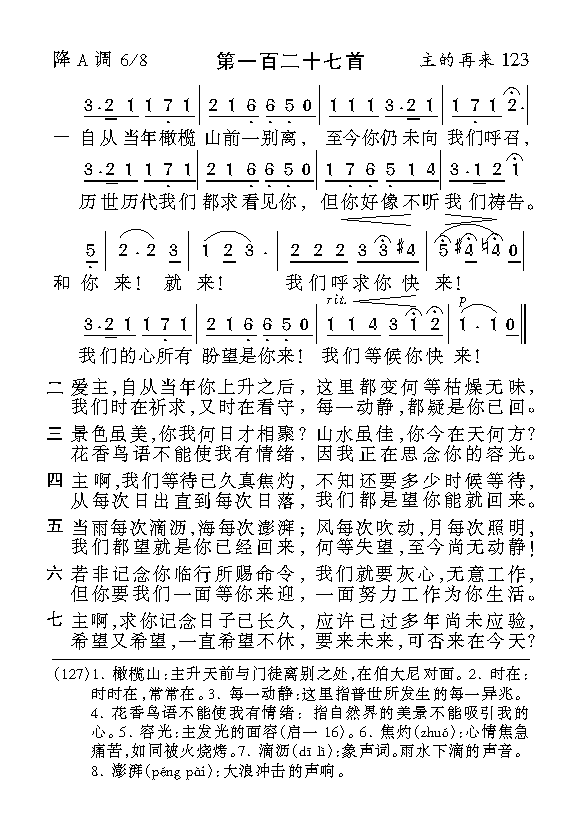 降 A 调 6/8 第一百二十七首 主的再来 123
3·2 1 1 7 1 | 2 1 6 6 5 0 | 1 1 1 3·2 1 | 1 7 1 2·
一 自从当年橄榄山前一别离，至今你仍未向我们呼召，
3·2 1 1 7 1 | 2 1 6 6 5 0 | 1 7 6 5 1 4 | 3·1 2 1
历世历代我们都求看见你，但你好像不听我们祷告。
5 | 2·2 3 | 1 2 3· | 2 2 2 3 3 #4 | 5 #4 ♮4 0
和你来！就来！我们呼求你快来！
rit. p
3·2 1 1 7 1 | 2 1 6 6 5 0 | 1 1 4 3 1 2 | 1·1 0
我们的心所有盼望是你来！我们等候你快来！
二 爱主，自从当年你上升之后，这里都变何等枯燥无味，
我们时在祈求，又时在看守，每一动静，都疑是你已回。
三 景色虽美，你我何日才相聚？山水虽佳，你今在天何方？
花香鸟语不能使我有情绪，因我正在思念你的容光。
四 主啊，我们等待已久真焦灼，不知还要多少时候等待，
从每次日出直到每次日落，我们都是望你能就回来。
五 当雨每次滴沥，海每次澎湃；风每次吹动，月每次照明，
我们都望就是你已经回来，何等失望，至今尚无动静！
六 若非记念你临行所赐命令，我们就要灰心，无意工作，
但你要我们一面等你来迎，一面努力工作为你生活。
七 主啊，求你记念日子已长久，应许已过多年尚未应验，
希望又希望，一直希望不休，要来未来，可否来在今天？
(127)1. 橄榄山：主升天前与门徒离别之处，在伯大尼对面。2. 时在：
时时在，常常在。3. 每一动静：这里指普世所发生的每一异兆。
4. 花香鸟语不能使我有情绪：指自然界的美景不能吸引我的
心。5. 容光：主发光的面容(启一 16)。6. 焦灼(zhuó)：心情焦急
痛苦，如同被火烧烤。7. 滴沥(dī lì)：象声词。雨水下滴的声音。
8. 澎湃(péng pài)：大浪冲击的声响。